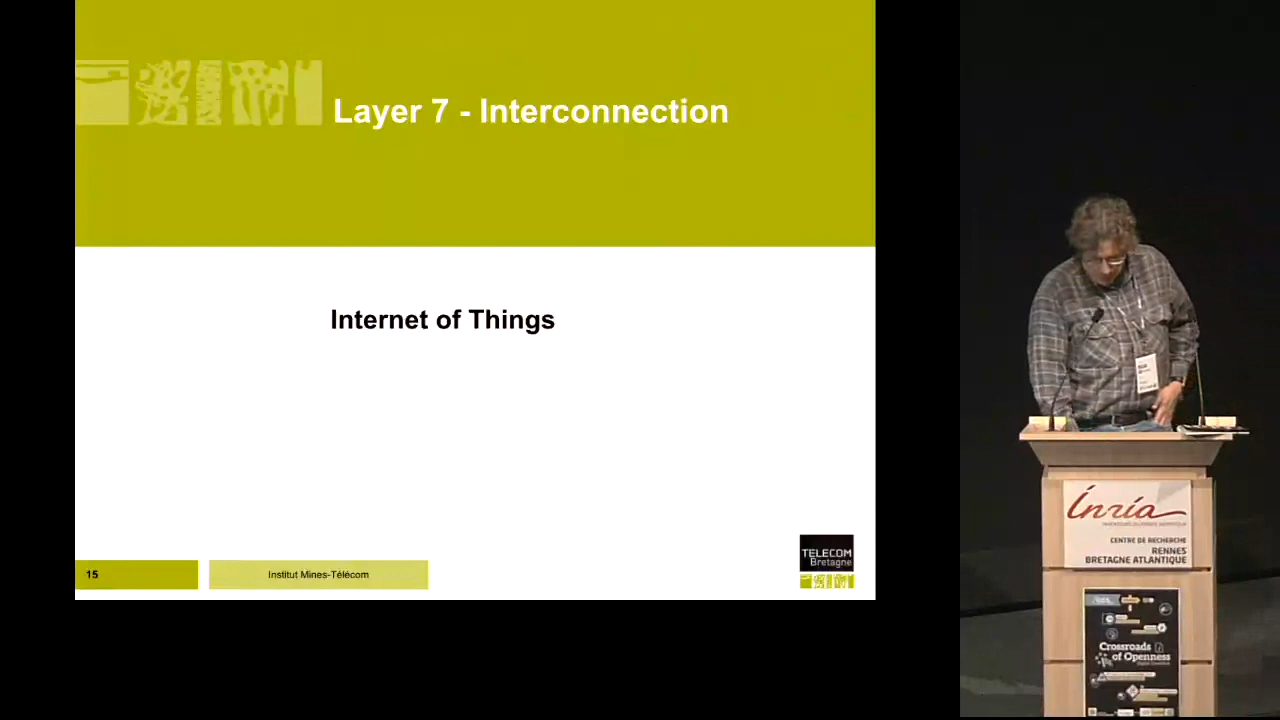 Layer 7 - Interconnection
Internet of Things
TELECOM
Bretagne
15
Institut Mines-Télécom
Inria
CENTRE DE RECHERCHE
RENNES
BRETAGNE ATLANTIQUE
Crossroads
of Openness